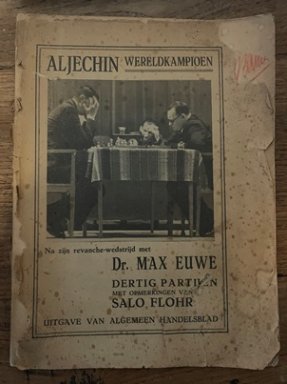 ALJECHIN WERELDKAMPIOEN
Na zijn revanche-wedstrijd met
Dr. MAX EUWE
DERTIG PARTIJEN
MET OPMERKINGEN VAN
SALO FLOHR
UITGAVE VAN ALGEMEEN HANDELSBLAD